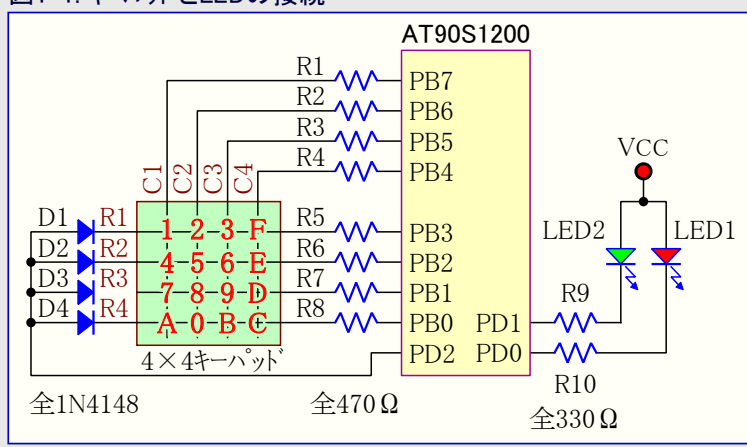 AT90S1200
R1 PB7
R2 PB6
R3 PB5
R4 PB4
C1 C2 C3 C4
VCC
D1 R1 1 2 3 F R5 PB3
LED2 LED1
D2 R2 4 5 6 E R6 PB2
D3 R3 7 8 9 D R7 PB1
R9
D4 R4 A 0 B C R8 PB0 PD1
4×4キーパッド PD2 PD0
R10
全1N4148 全470Ω 全330Ω